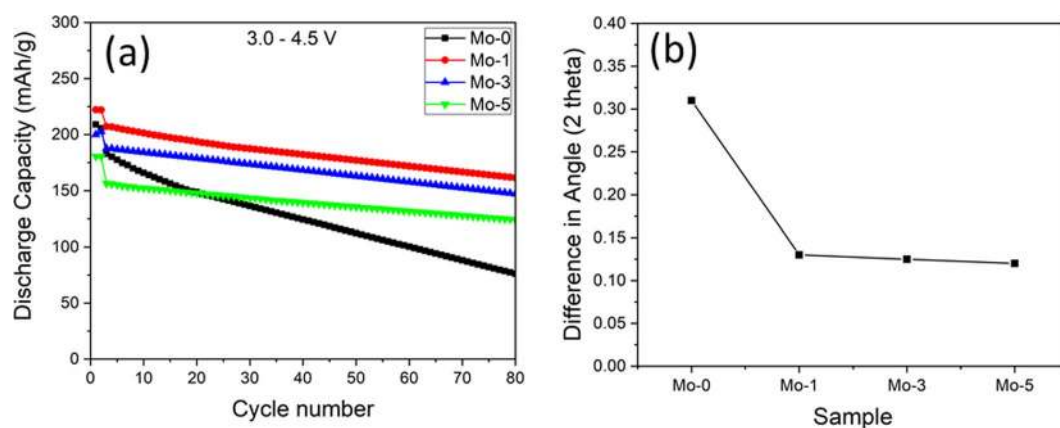 (a)
3.0 - 4.5 V
Mo-0
Mo-1
Mo-3
Mo-5
Discharge Capacity (mAh/g)
300
250
200
150
100
50
0
0 10 20 30 40 50 60 70 80
Cycle number
(b)
Difference in Angle (2 theta)
0.40
0.35
0.30
0.25
0.20
0.15
0.10
0.05
0.00
Mo-0 Mo-1 Mo-3 Mo-5
Sample